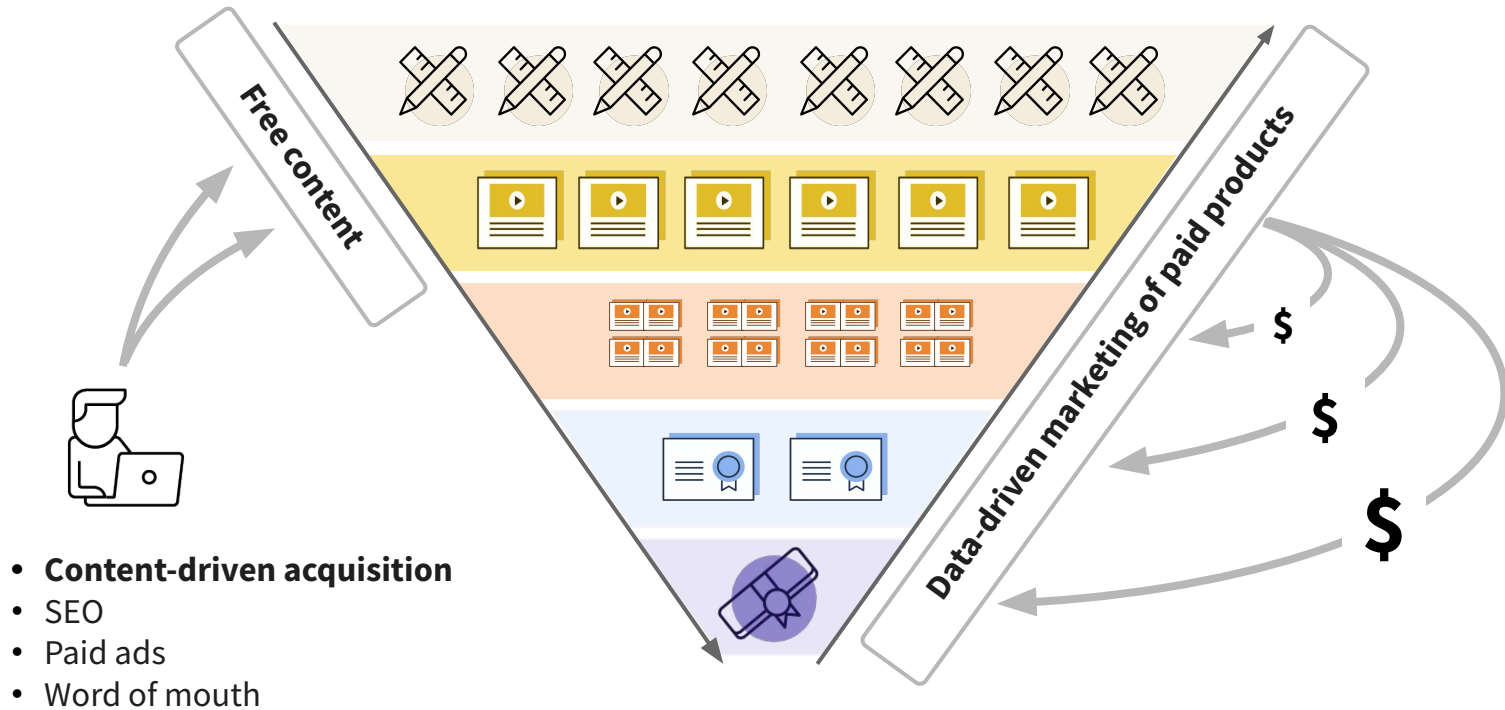 Free content
Data-driven marketing of paid products
$
$
$
• Content-driven acquisition
• SEO
• Paid ads
• Word of mouth